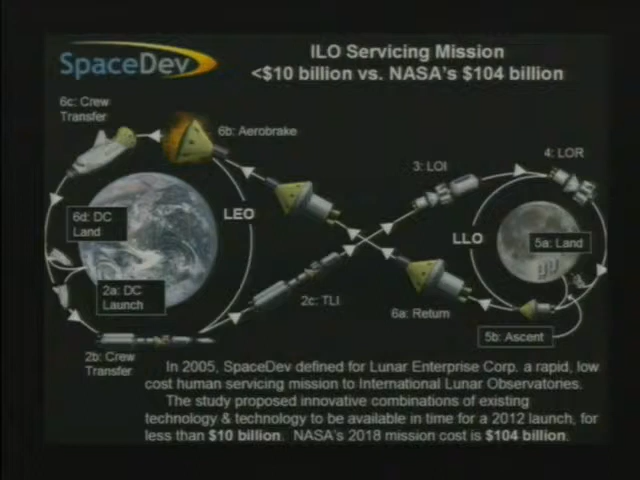 SpaceDev
ILO Servicing Mission
<$10 billion vs. NASA's $104 billion
6c: Crew
Transfer
6b: Aerobrake
3: LOI
4: LOR
6d: DC
Land
LEO
LLO
5a: Land
2a: DC
Launch
2c: TLI
6a: Return
5b: Ascent
2b: Crew
Transfer
In 2005, SpaceDev defined for Lunar Enterprise Corp. a rapid, low
cost human servicing mission to International Lunar Observatories.
The study proposed innovative combinations of existing
technology & technology to be available in time for a 2012 launch, for
less than $10 billion. NASA's 2018 mission cost is $104 billion.